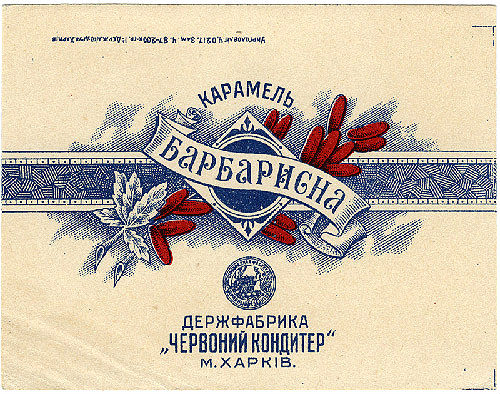 КАРАМЕЛЬ
БАРБАРИСНА
ДЕРЖФАБРИКА
„ЧЕРВОНИЙ КОНДИТЕР"
М. ХАРКІВ.